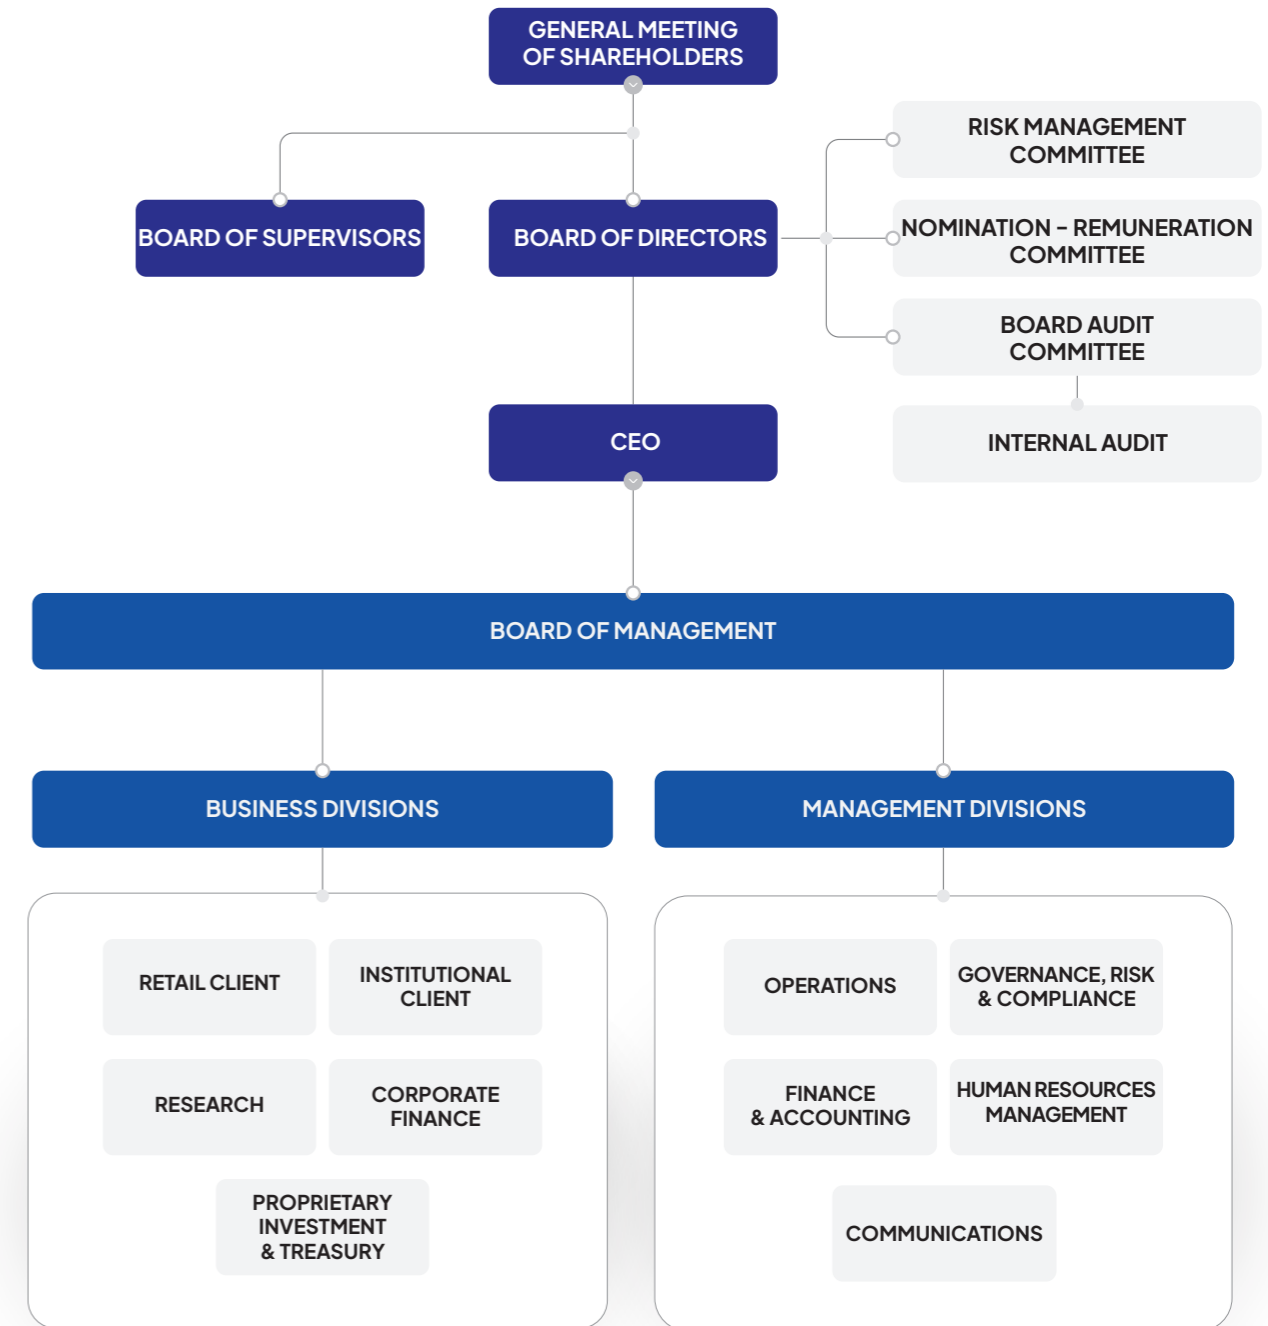 GENERAL MEETING
OF SHAREHOLDERS
RISK MANAGEMENT
COMMITTEE
BOARD OF SUPERVISORS
BOARD OF DIRECTORS
NOMINATION – REMUNERATION
COMMITTEE
BOARD AUDIT
COMMITTEE
CEO
INTERNAL AUDIT
BOARD OF MANAGEMENT
BUSINESS DIVISIONS
MANAGEMENT DIVISIONS
RETAIL CLIENT
INSTITUTIONAL
CLIENT
RESEARCH
CORPORATE
FINANCE
PROPRIETARY
INVESTMENT
& TREASURY
OPERATIONS
GOVERNANCE, RISK
& COMPLIANCE
FINANCE
& ACCOUNTING
HUMAN RESOURCES
MANAGEMENT
COMMUNICATIONS